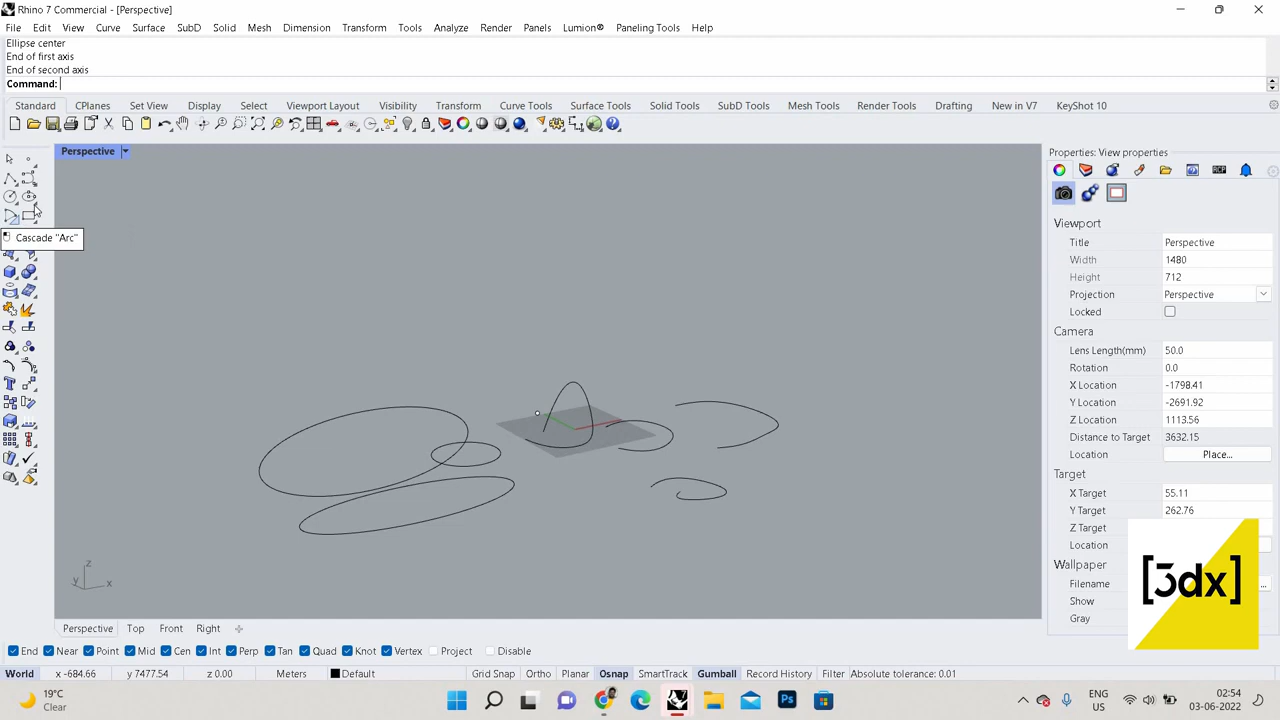 Rhino 7 Commercial - [Perspective]
File Edit View Curve Surface SubD Solid Mesh Dimension Transform Tools Analyze Render Panels Lumion® Paneling Tools Help
Ellipse center
End of first axis
End of second axis
Command:
Standard CPlanes Set View Display Select Viewport Layout Visibility Transform Curve Tools Surface Tools Solid Tools SubD Tools Mesh Tools Render Tools Drafting New in V7 KeyShot 10
Perspective
Cascade "Arc"
z
y x
Properties: View properties
Viewport
Title Perspective
Width 1480
Height 712
Projection Perspective
Locked
Camera
Lens Length(mm) 50.0
Rotation 0.0
X Location -1798.41
Y Location -2691.92
Z Location 1113.56
Distance to Target 3632.15
Location Place...
Target
X Target 55.11
Y Target 262.76
Z Target
Location
Wallpaper
Filename ...
Show
Gray
[3dx]
Perspective Top Front Right
End Near Point Mid Cen Int Perp Tan Quad Knot Vertex Project Disable
World x -684.66 y 7477.54 z 0.00 Meters Default Grid Snap Ortho Planar Osnap SmartTrack Gumball Record History Filter Absolute tolerance: 0.01
19°C
Clear
ENG
US
02:54
03-06-2022